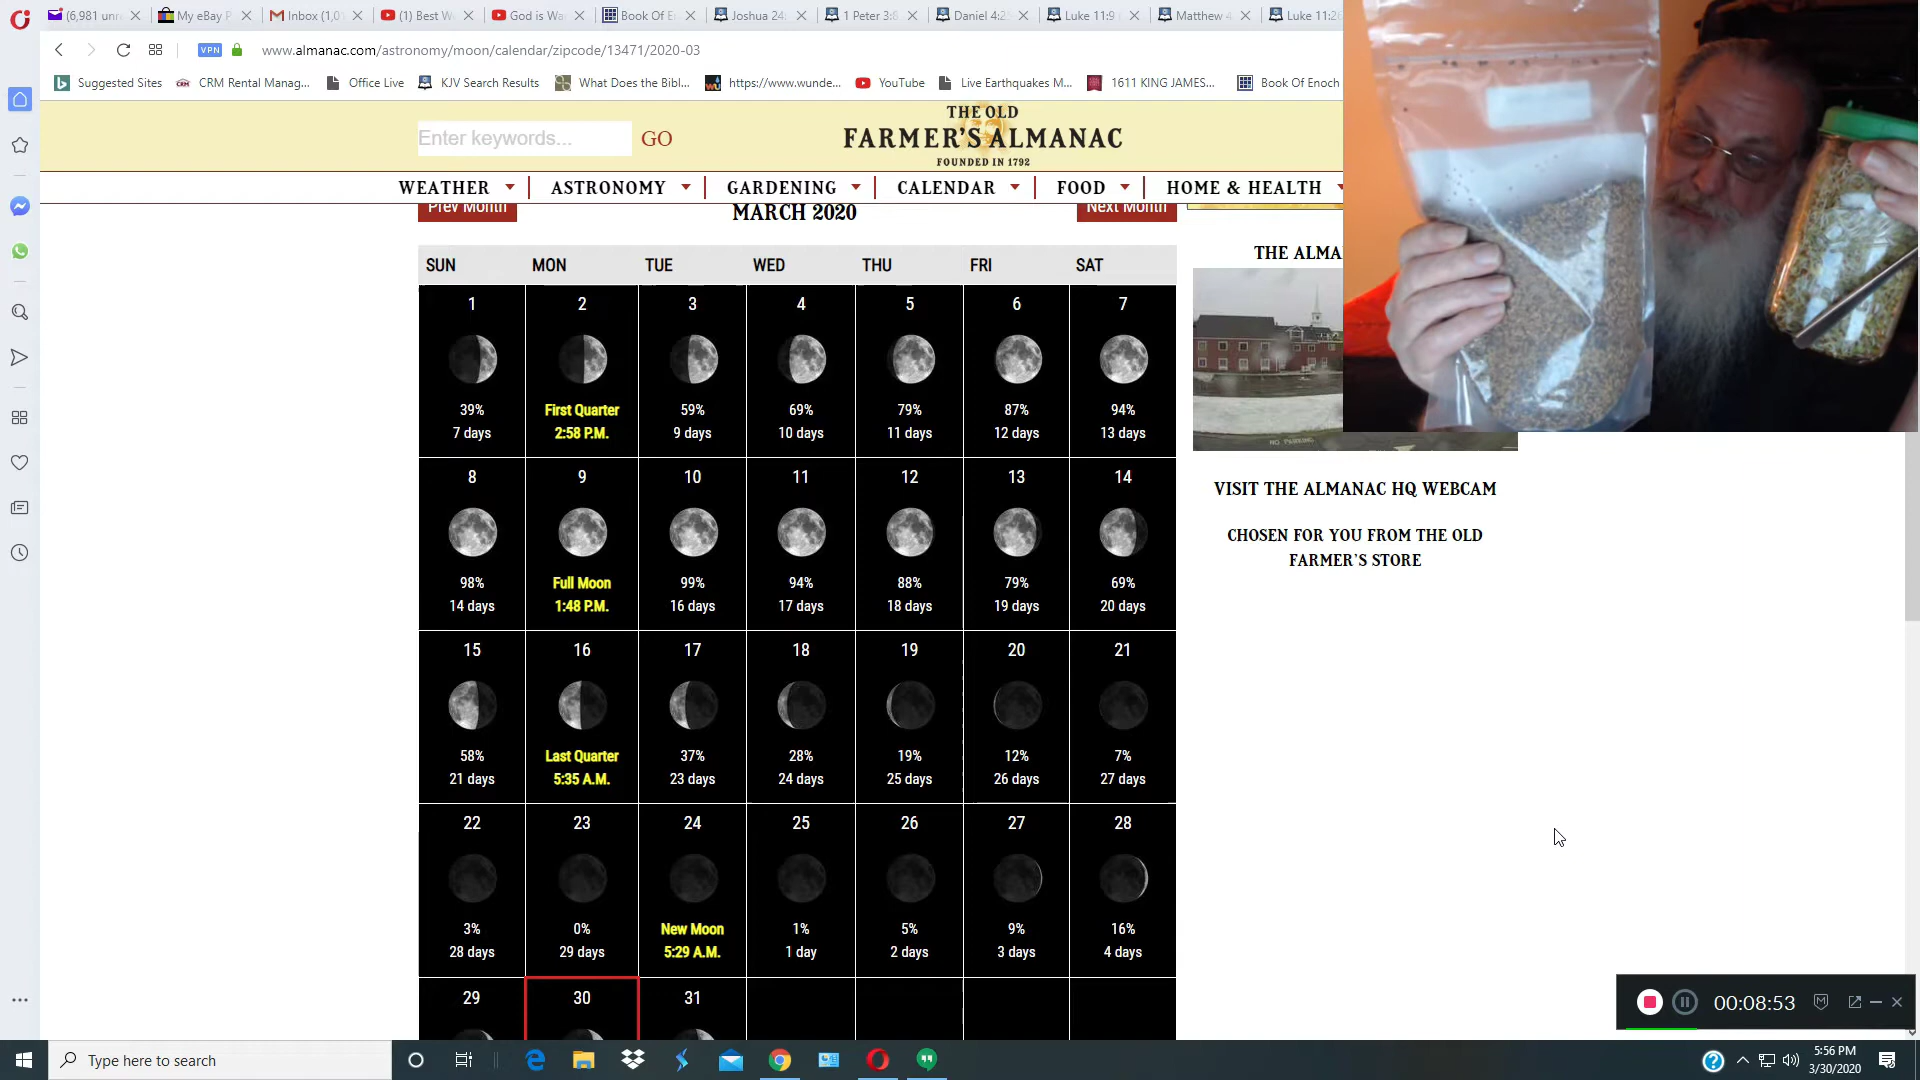 (6,981 unr
My eBay P
Inbox (1,0
(1) Best W
God is Wa
Book Of E
Joshua 24:
1 Peter 3:8
Daniel 4:2
Luke 11:9
Matthew 4
Luke 11:2
VPN
www.almanac.com/astronomy/moon/calendar/zipcode/13471/2020-03
Suggested Sites
CRM Rental Manag...
Office Live
KJV Search Results
What Does the Bibl...
https://www.wunde...
YouTube
Live Earthquakes M...
1611 KING JAMES...
Book Of Enoch
Enter keywords...
GO
THE OLD
FARMER'S ALMANAC
FOUNDED IN 1792
WEATHER
ASTRONOMY
GARDENING
CALENDAR
FOOD
HOME & HEALTH
Prev Month
MARCH 2020
Next Month
SUN MON TUE WED THU FRI SAT
1 2 3 4 5 6 7
39% First Quarter 59% 69% 79% 87% 94%
7 days 2:58 P.M. 9 days 10 days 11 days 12 days 13 days
8 9 10 11 12 13 14
98% Full Moon 99% 94% 88% 79% 69%
14 days 1:48 P.M. 16 days 17 days 18 days 19 days 20 days
15 16 17 18 19 20 21
58% Last Quarter 37% 28% 19% 12% 7%
21 days 5:35 A.M. 23 days 24 days 25 days 26 days 27 days
22 23 24 25 26 27 28
3% 0% New Moon 1% 5% 9% 16%
28 days 29 days 5:29 A.M. 1 day 2 days 3 days 4 days
29 30 31
THE ALMA
VISIT THE ALMANAC HQ WEBCAM
CHOSEN FOR YOU FROM THE OLD
FARMER'S STORE
00:08:53
Type here to search
5:56 PM
3/30/2020